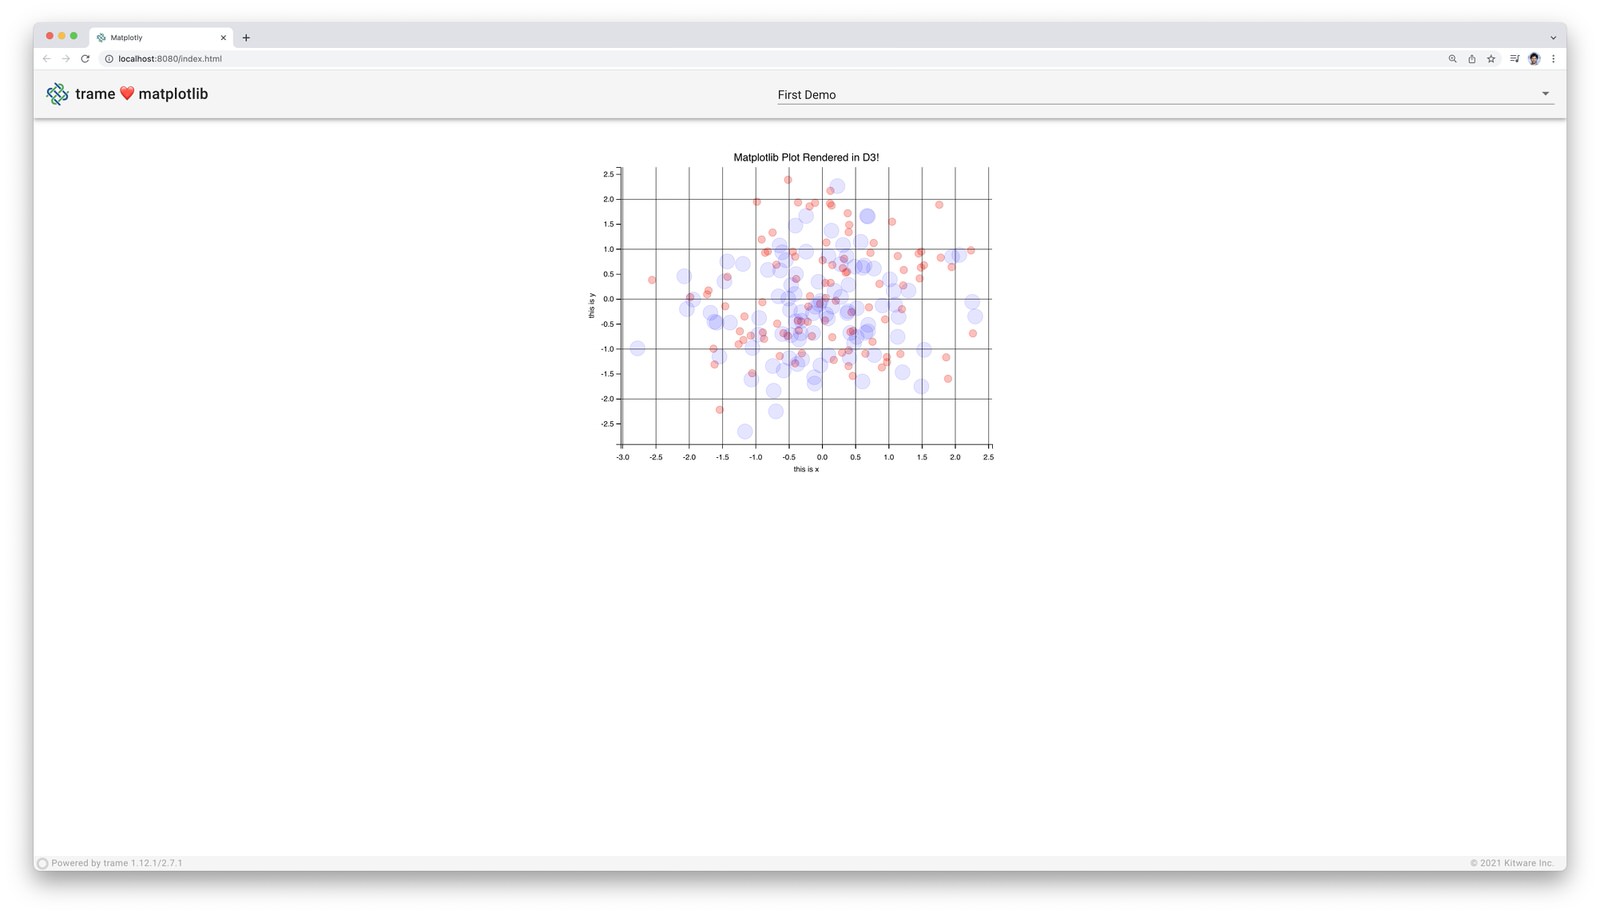 Matplotly
localhost:8080/index.html
trame ❤️ matplotlib
First Demo
Matplotlib Plot Rendered in D3!
2.5
2.0
1.5
1.0
0.5
0.0
-0.5
-1.0
-1.5
-2.0
-2.5
this is y
-3.0 -2.5 -2.0 -1.5 -1.0 -0.5 0.0 0.5 1.0 1.5 2.0 2.5
this is x
Powered by trame 1.12.1/2.7.1
© 2021 Kitware Inc.